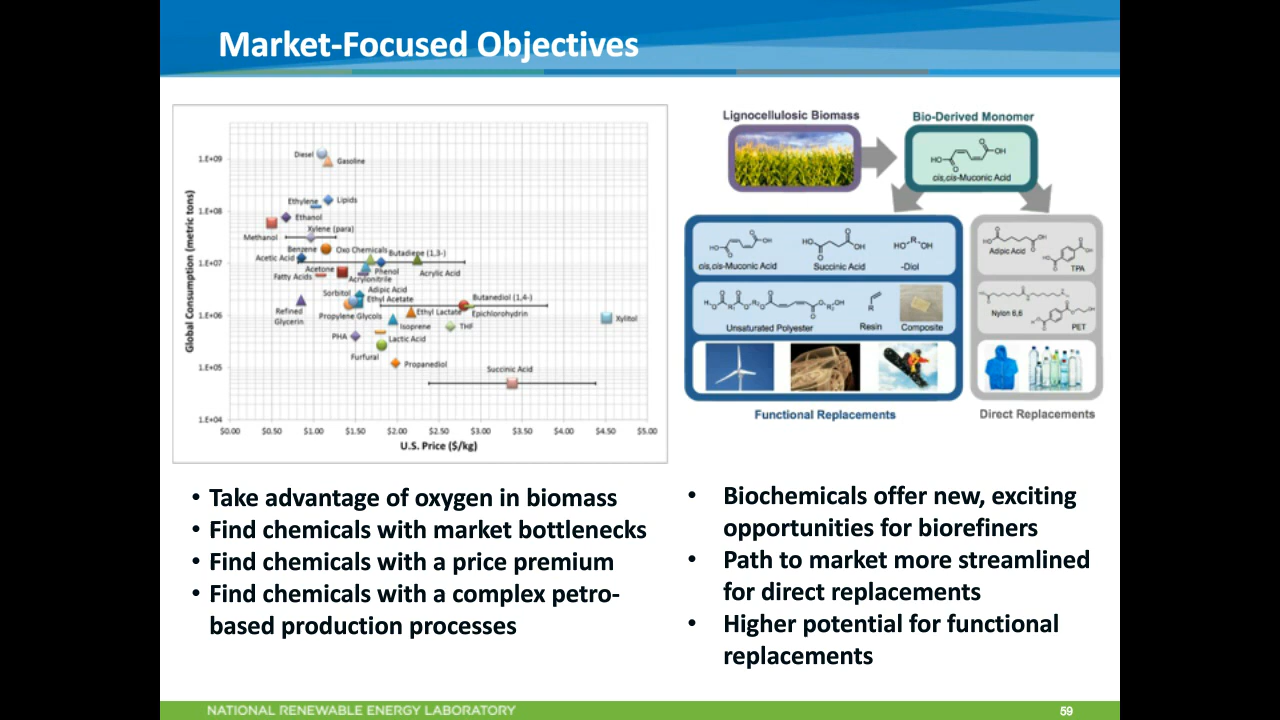 Market-Focused Objectives
Global Consumption (metric tons)
1.E+09
1.E+08
1.E+07
1.E+06
1.E+05
1.E+04
Diesel
Gasoline
Ethylene
Lipids
Ethanol
Methanol
Xylene (para)
Benzene
Oxo Chemicals
Butadiene (1,3-)
Acetic Acid
Acetone
Phenol
Acrylic Acid
Fatty Acids
Acrylonitrile
Sorbitol
Adipic Acid
Ethyl Acetate
Butanediol (1,4-)
Refined
Glycerin
Propylene Glycols
Ethyl Lactate
Epichlorohydrin
Xylitol
Isoprene
THF
PHA
Lactic Acid
Furfural
Propanediol
Succinic Acid
$0.00 $0.50 $1.00 $1.50 $2.00 $2.50 $3.00 $3.50 $4.00 $4.50 $5.00
U.S. Price ($/kg)
Lignocellulosic Biomass
Bio-Derived Monomer
HO
O
O
OH
cis,cis-Muconic Acid
cis,cis-Muconic Acid
Succinic Acid
-Diol
Unsaturated Polyester
Resin
Composite
Functional Replacements
Adipic Acid
TPA
Nylon 6,6
PET
Direct Replacements
• Take advantage of oxygen in biomass
• Find chemicals with market bottlenecks
• Find chemicals with a price premium
• Find chemicals with a complex petro-
based production processes
• Biochemicals offer new, exciting
opportunities for biorefiners
• Path to market more streamlined
for direct replacements
• Higher potential for functional
replacements
NATIONAL RENEWABLE ENERGY LABORATORY
59